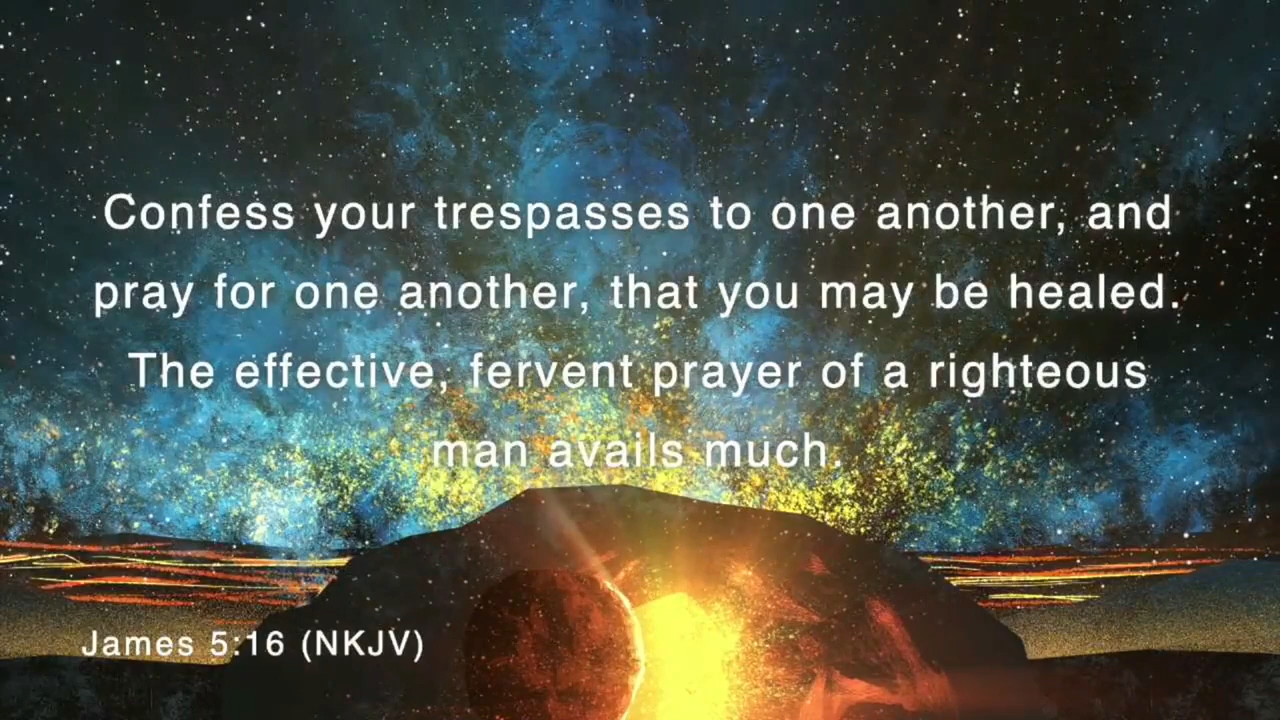 Confess your trespasses to one another, and
pray for one another, that you may be healed.
The effective, fervent prayer of a righteous
man avails much.
James 5:16 (NKJV)